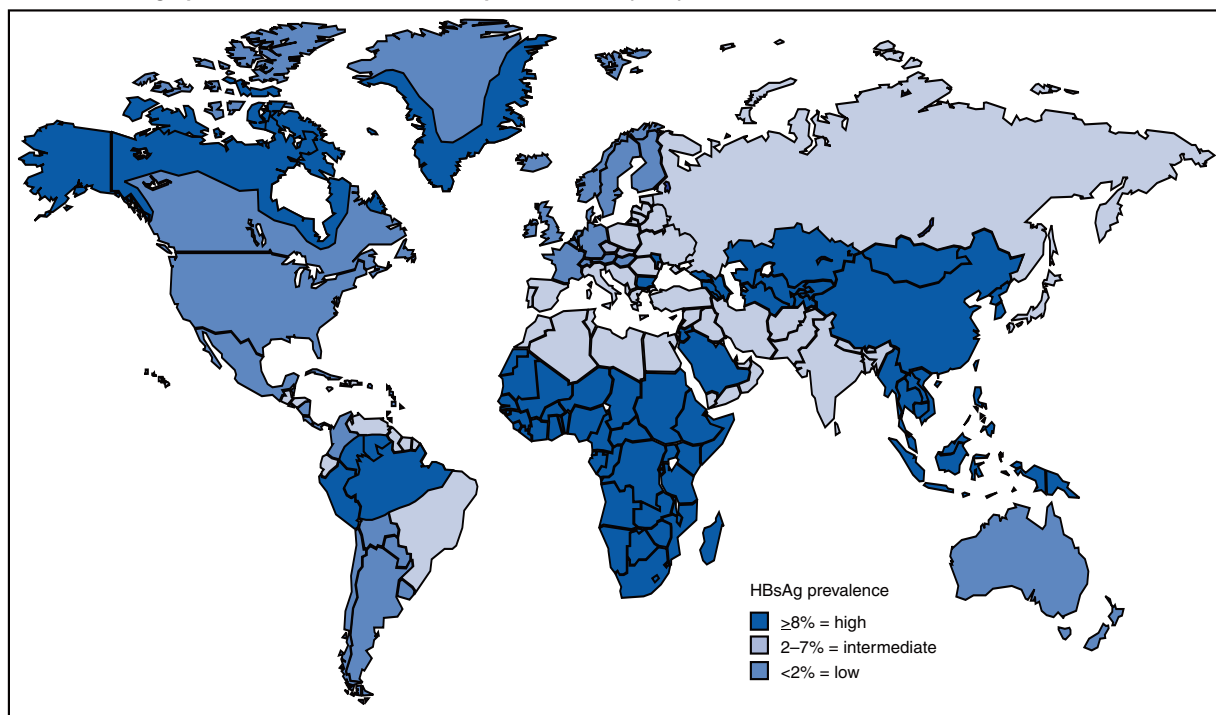 HBsAg prevalence
≥8% = high
2–7% = intermediate
<2% = low